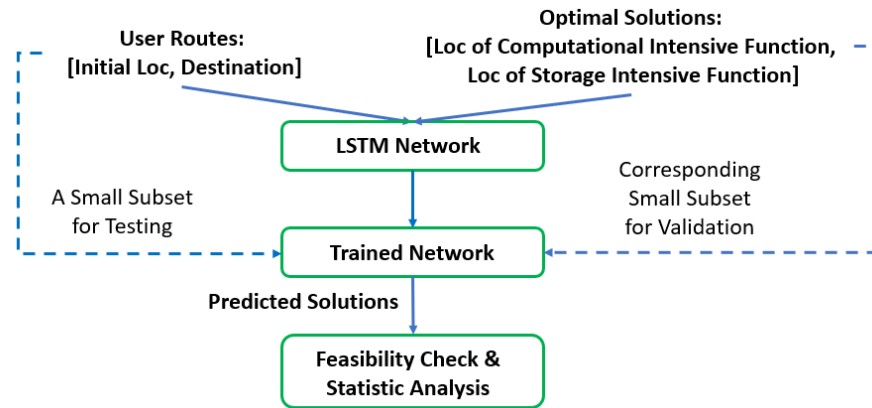 User Routes:
[Initial Loc, Destination]
Optimal Solutions:
[Loc of Computational Intensive Function,
Loc of Storage Intensive Function]
LSTM Network
A Small Subset
for Testing
Corresponding
Small Subset
for Validation
Trained Network
Predicted Solutions
Feasibility Check &
Statistic Analysis